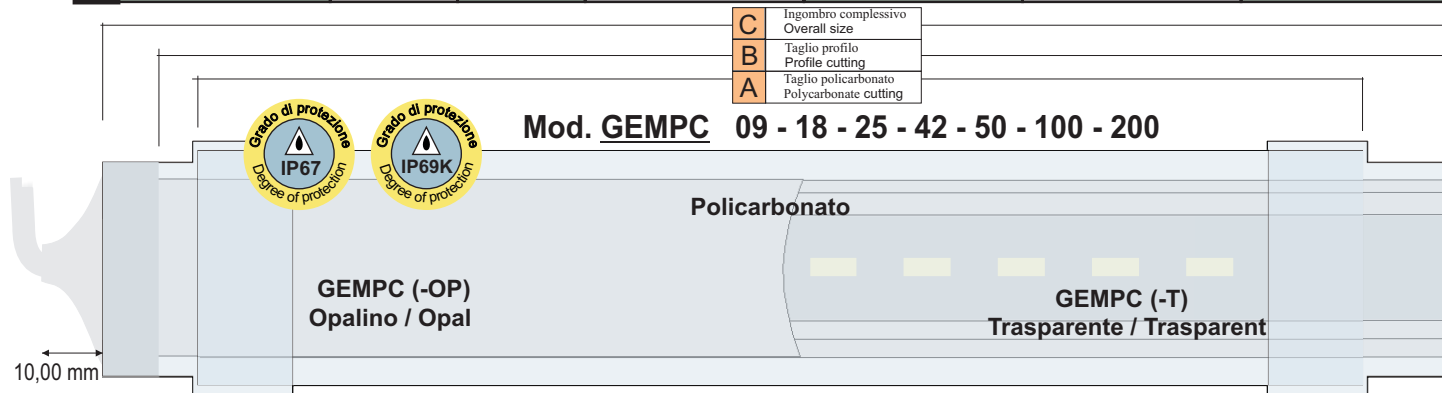 C Ingombro complessivo
Overall size
B Taglio profilo
Profile cutting
A Taglio policarbonato
Polycarbonate cutting
Grado di protezione
IP67
Degree of protection
Grado di protezione
IP69K
Degree of protection
Mod. GEMPC 09 - 18 - 25 - 42 - 50 - 100 - 200
Policarbonato
GEMPC (-OP)
Opalino / Opal
GEMPC (-T)
Trasparente / Trasparent
10,00 mm